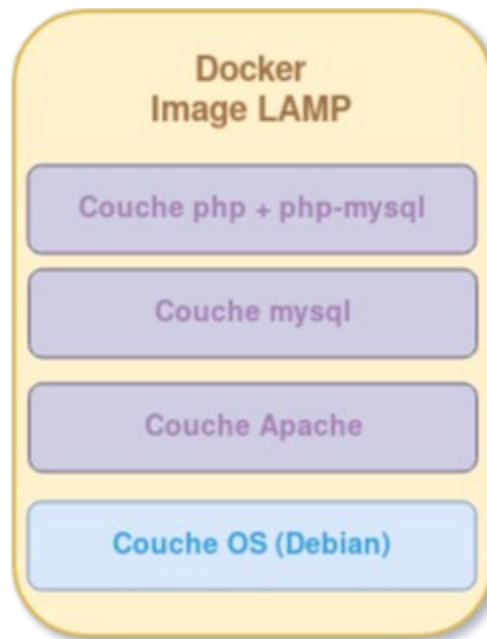 Docker
Image LAMP
Couche php + php-mysql
Couche mysql
Couche Apache
Couche OS (Debian)